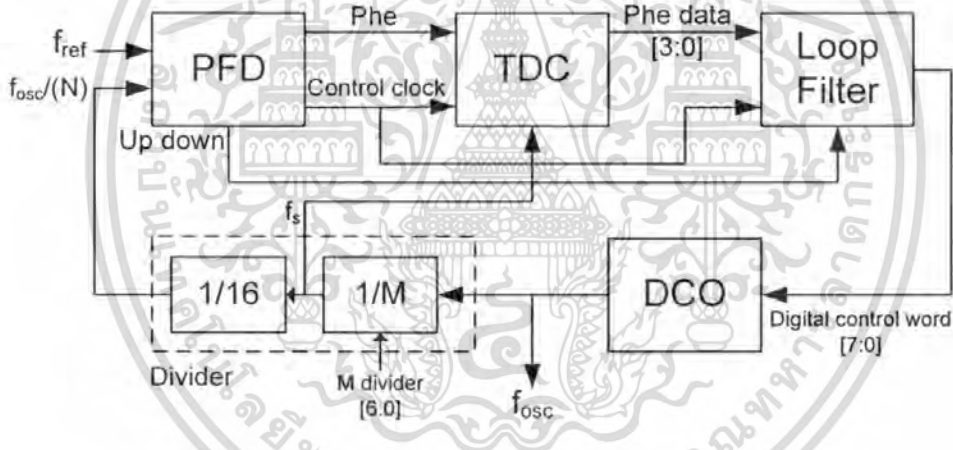 Phe
Phe data
[3:0]
f_ref
f_osc/(N)
PFD
TDC
Loop
Filter
Control clock
Up down
f_s
1/16
1/M
DCO
Digital control word
[7:0]
Divider
M divider
[6:0]
f_osc